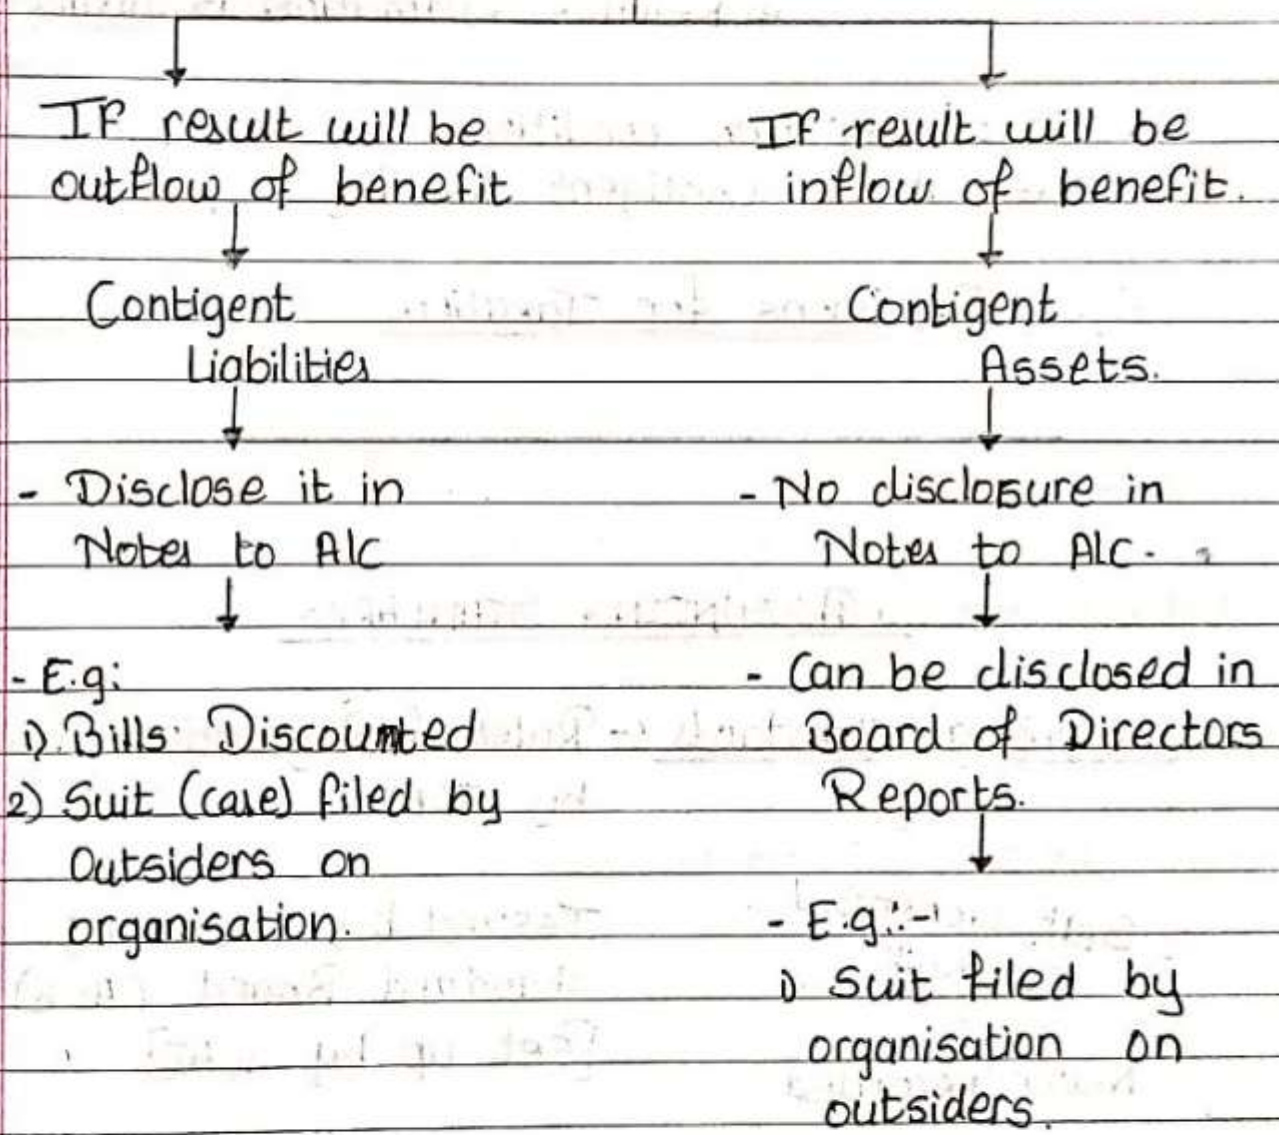 If result will be
outflow of benefit
Contigent
Liabilities
- Disclose it in
Notes to A/C
- E.g:
1) Bills Discounted
2) Suit (case) filed by
Outsiders on
organisation.
If result will be
inflow of benefit.
Contigent
Assets.
- No disclosure in
Notes to A/C.
- Can be disclosed in
Board of Directors
Reports.
- E.g:-
1) Suit filed by
organisation on
outsiders.